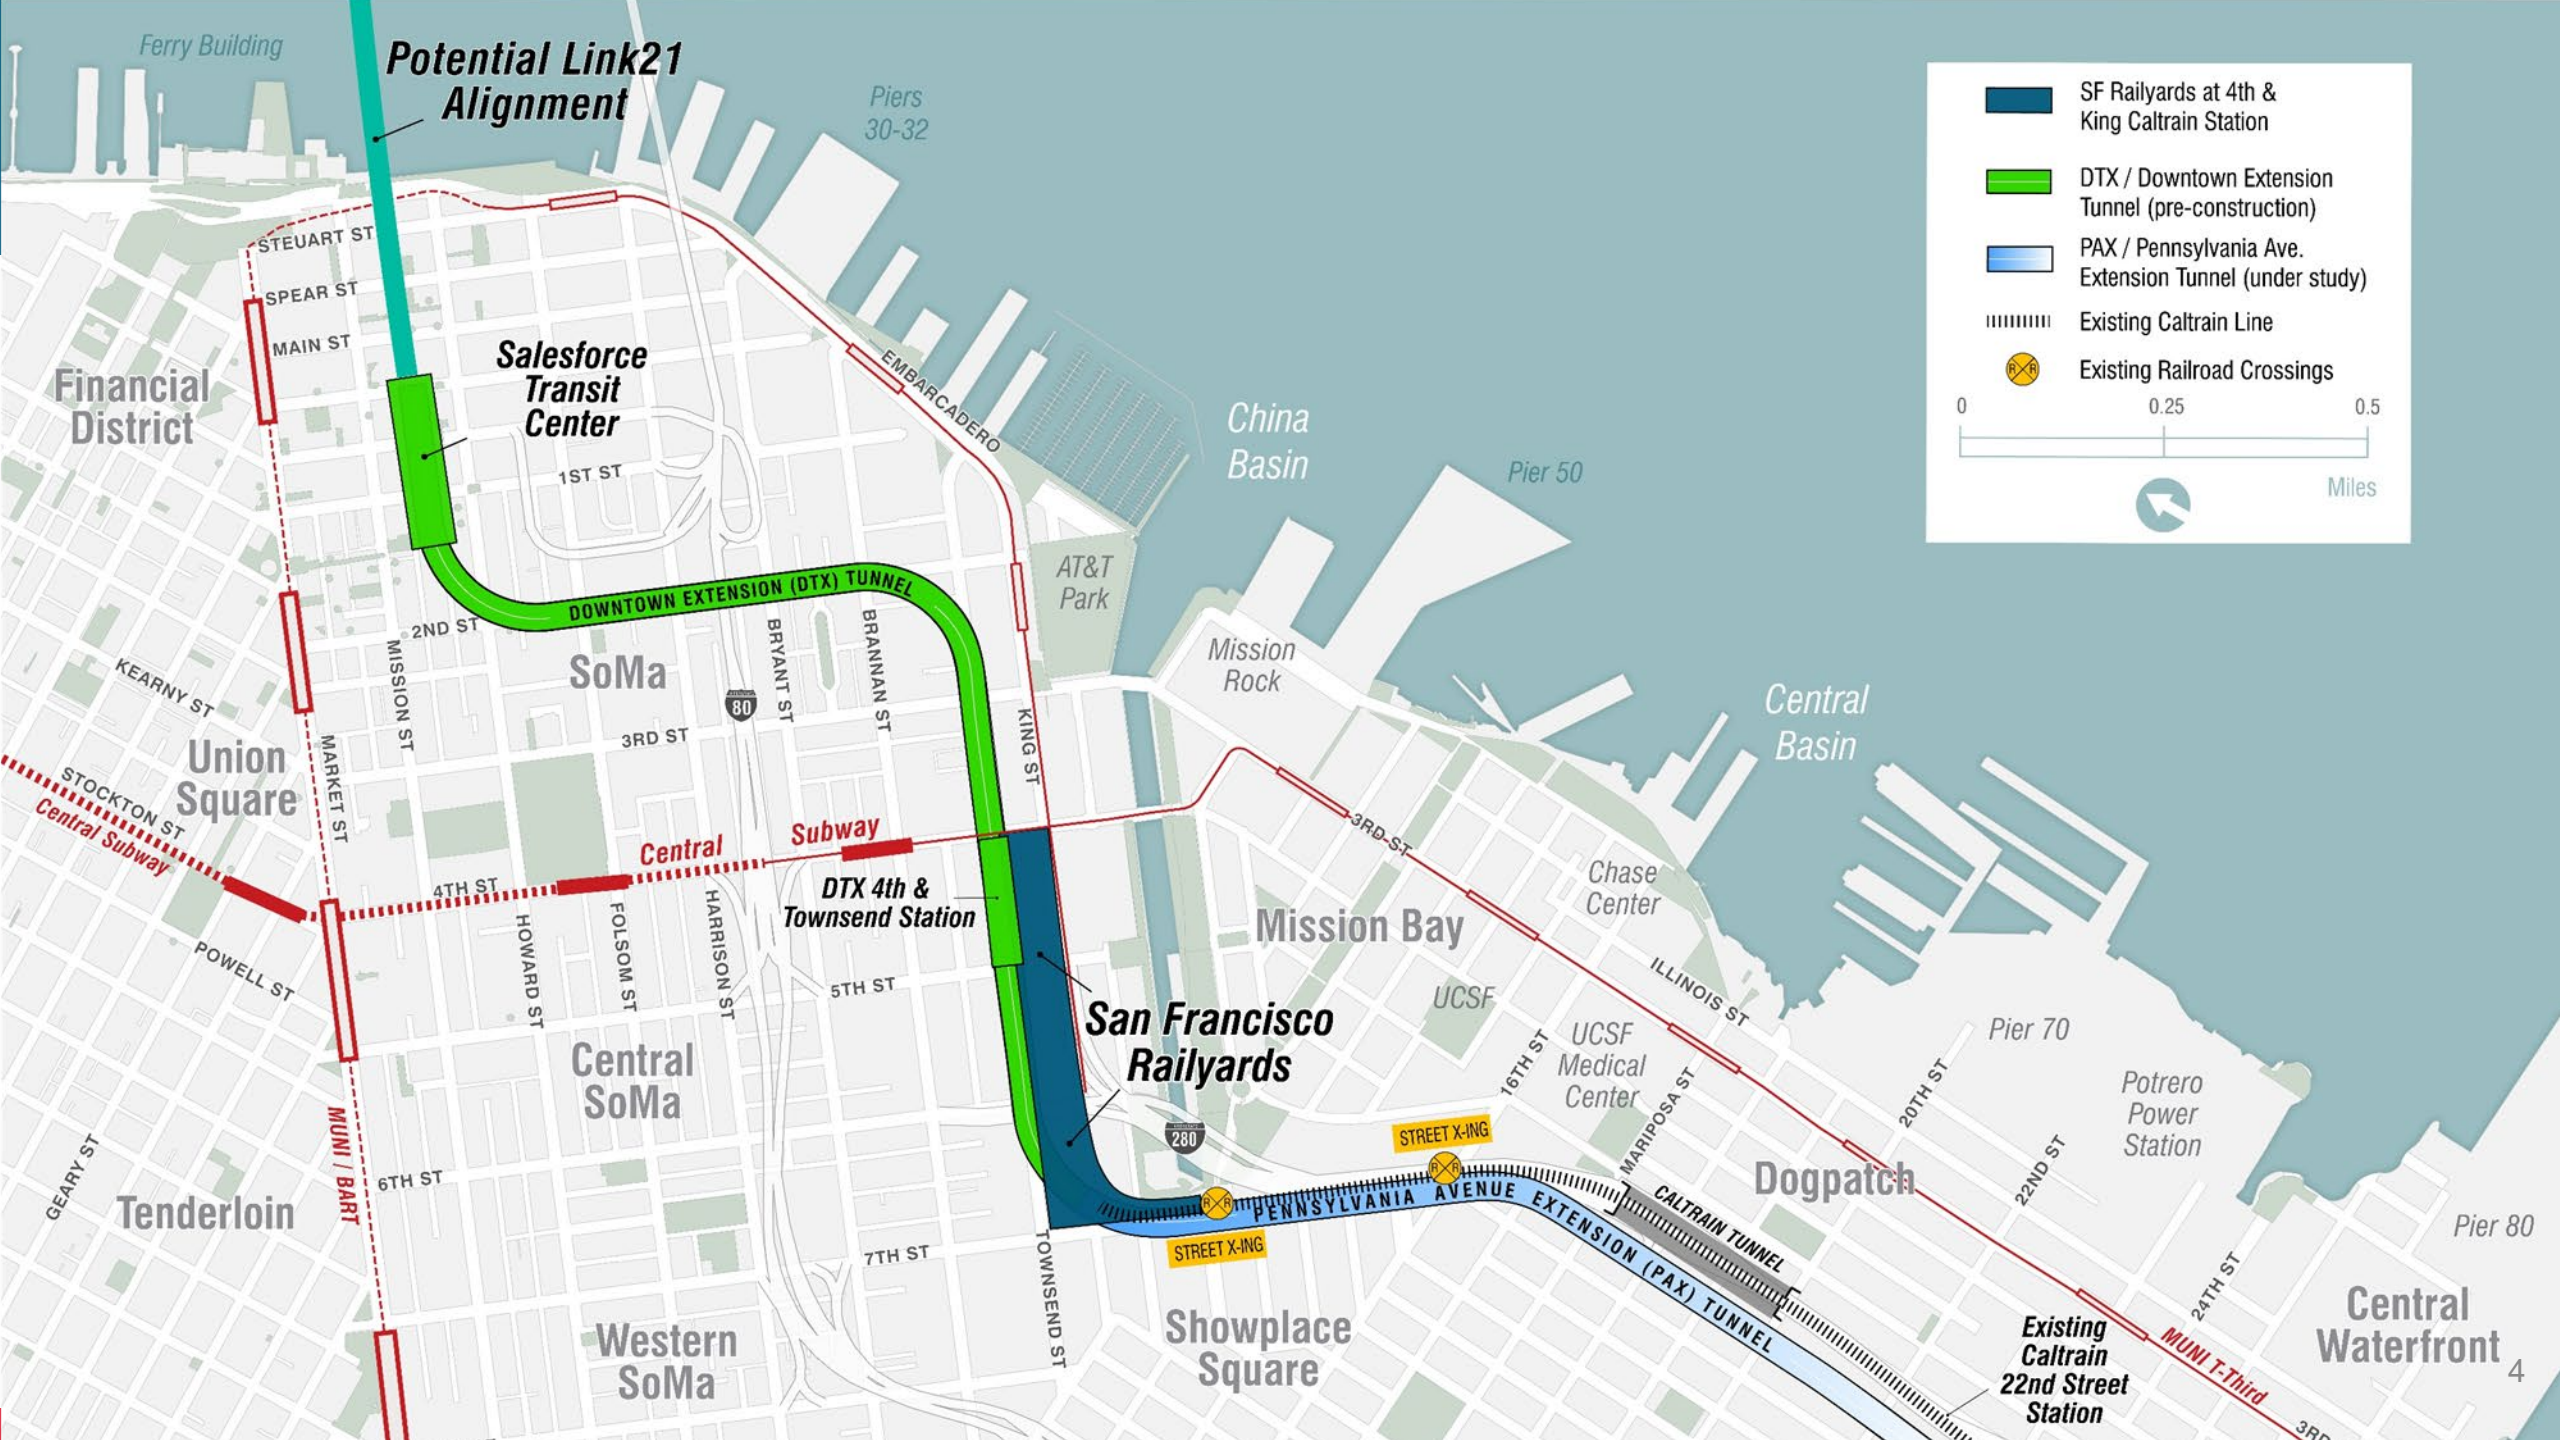 Ferry Building
Potential Link21
Alignment
Piers
30-32
SF Railyards at 4th &
King Caltrain Station
DTX / Downtown Extension
Tunnel (pre-construction)
PAX / Pennsylvania Ave.
Extension Tunnel (under study)
Existing Caltrain Line
RR
Existing Railroad Crossings
0
0.25
0.5
Miles
STEUART ST
SPEAR ST
MAIN ST
Financial
District
Salesforce
Transit
Center
1ST ST
EMBARCADERO
China
Basin
Pier 50
AT&T
Park
DOWNTOWN EXTENSION (DTX) TUNNEL
2ND ST
MISSION ST
SoMa
KEARNY ST
80
BRYANT ST
BRANNAN ST
3RD ST
KING ST
Mission
Rock
Central
Basin
Union
Square
MARKET ST
STOCKTON ST
Central Subway
Central
Subway
4TH ST
DTX 4th &
Townsend Station
3RD ST
Chase
Center
Mission Bay
HOWARD ST
FOLSOM ST
HARRISON ST
POWELL ST
5TH ST
ILLINOIS ST
UCSF
San Francisco
Railyards
16TH ST
UCSF
Medical
Center
MARIPOSA ST
Pier 70
20TH ST
Potrero
Power
Station
Central
SoMa
MUNI / BART
GEARY ST
6TH ST
Tenderloin
280
STREET X-ING
RR
RR
Dogpatch
22ND ST
CALTRAIN TUNNEL
PENNSYLVANIA AVENUE EXTENSION (PAX) TUNNEL
STREET X-ING
7TH ST
TOWNSEND ST
Pier 80
24TH ST
Central
Waterfront
Western
SoMa
Showplace
Square
Existing
Caltrain
22nd Street
Station
MUNI T-Third
3RD
4